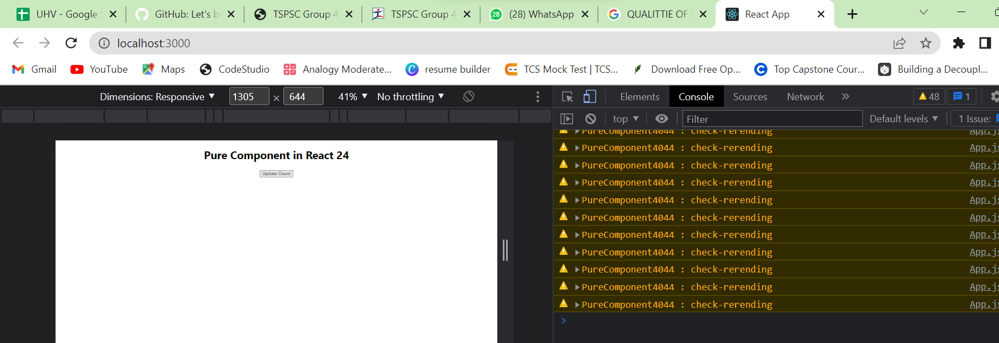 UHV - Google S
GitHub: Let's b
TSPSC Group 4
TSPSC Group 4
28
(28) WhatsApp
QUALITTIE OF
React App
localhost:3000
Gmail
YouTube
Maps
CodeStudio
Analogy Moderate...
resume builder
TCS Mock Test | TCS...
Download Free Op...
Top Capstone Cour...
Building a Decoupl...
Dimensions: Responsive
1305 × 644
41%
No throttling
Elements
Console
Sources
Network
48
1
top
Filter
Default levels
1 Issue:
Pure Component in React 24
Update Count
PureComponent4044 : check-rerending App.js
PureComponent4044 : check-rerending App.js
PureComponent4044 : check-rerending App.js
PureComponent4044 : check-rerending App.js
PureComponent4044 : check-rerending App.js
PureComponent4044 : check-rerending App.js
PureComponent4044 : check-rerending App.js
PureComponent4044 : check-rerending App.js
PureComponent4044 : check-rerending App.js
PureComponent4044 : check-rerending App.js
PureComponent4044 : check-rerending App.js